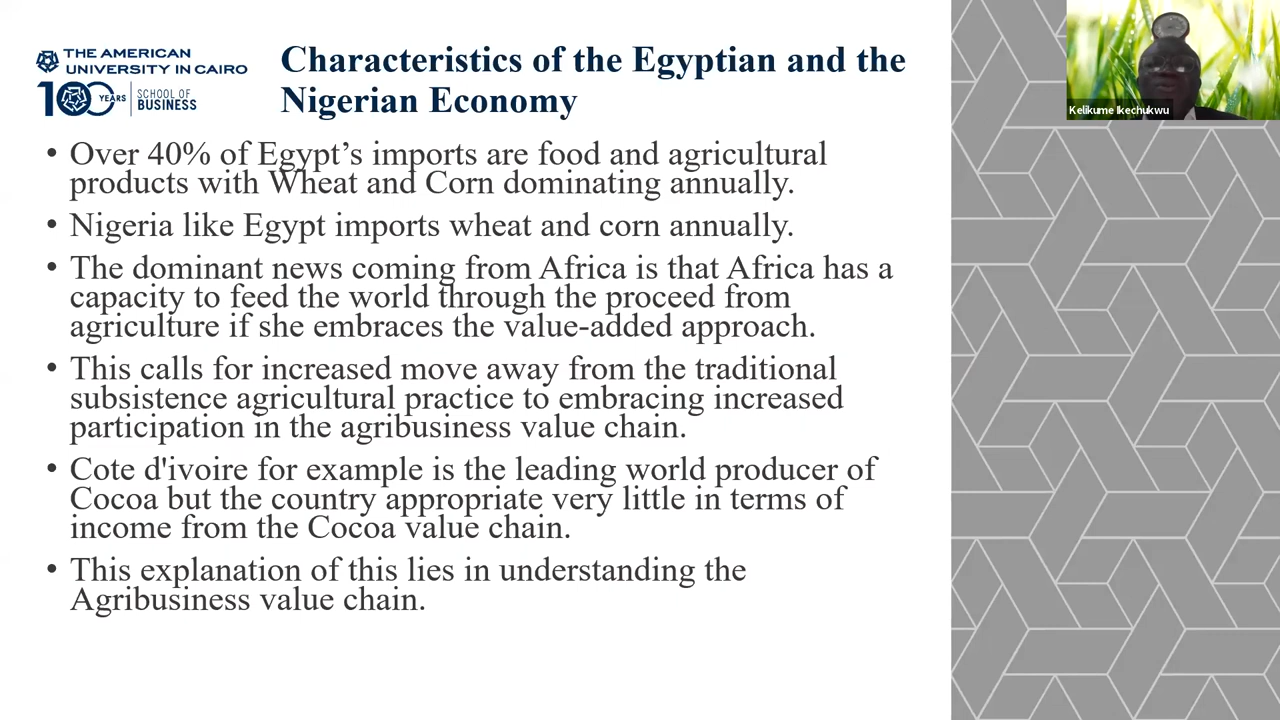 THE AMERICAN
UNIVERSITY IN CAIRO
100 YEARS
SCHOOL OF
BUSINESS
Characteristics of the Egyptian and the
Nigerian Economy
• Over 40% of Egypt’s imports are food and agricultural
products with Wheat and Corn dominating annually.
• Nigeria like Egypt imports wheat and corn annually.
• The dominant news coming from Africa is that Africa has a
capacity to feed the world through the proceed from
agriculture if she embraces the value-added approach.
• This calls for increased move away from the traditional
subsistence agricultural practice to embracing increased
participation in the agribusiness value chain.
• Cote d'ivoire for example is the leading world producer of
Cocoa but the country appropriate very little in terms of
income from the Cocoa value chain.
• This explanation of this lies in understanding the
Agribusiness value chain.
Kelikume Ikechukwu